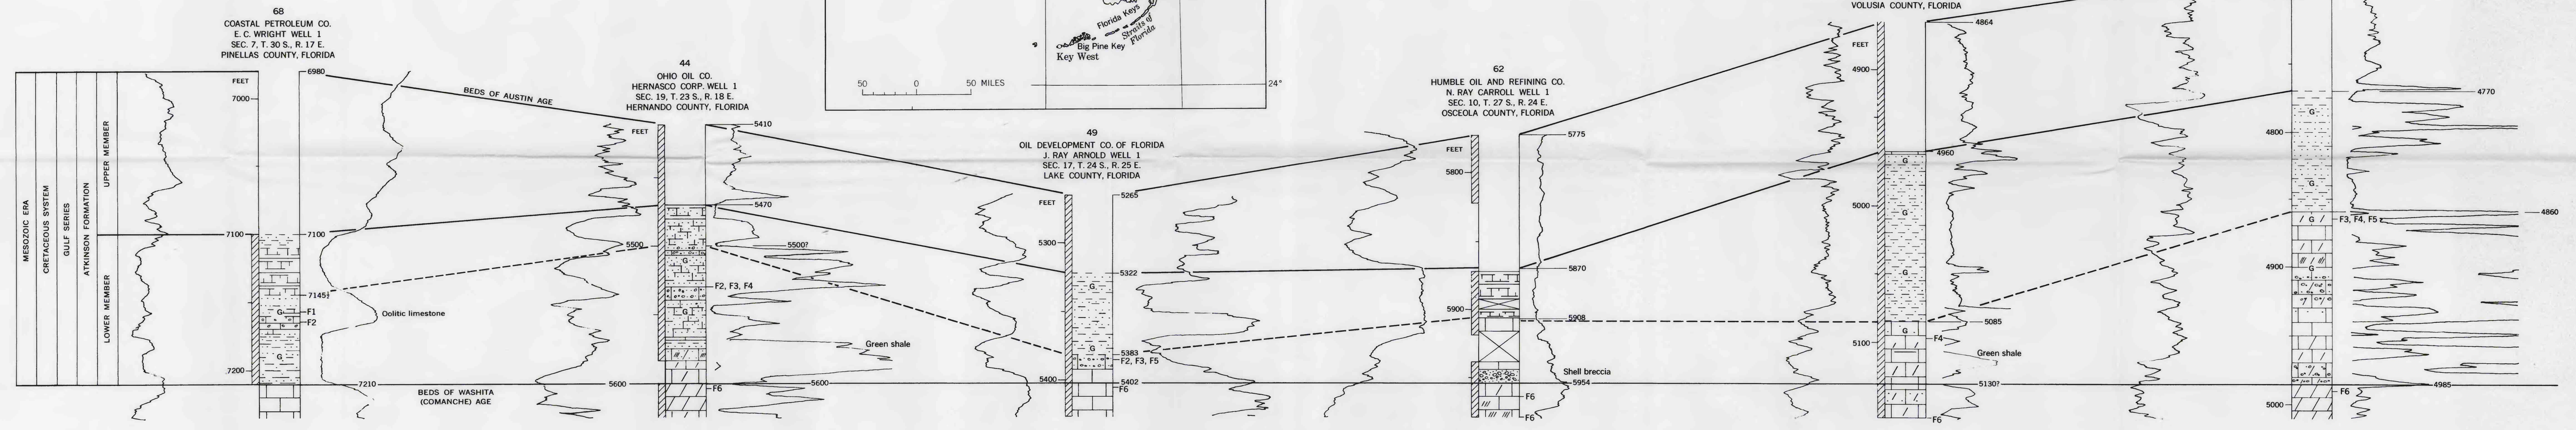 68
COASTAL PETROLEUM CO.
E. C. WRIGHT WELL 1
SEC. 7, T. 30 S., R. 17 E.
PINELLAS COUNTY, FLORIDA
MESOZOIC ERA
CRETACEOUS SYSTEM
GULF SERIES
ATKINSON FORMATION
UPPER MEMBER
LOWER MEMBER
FEET
6980
7000
7100
7100
7145±
G
F1
F2
G
7200
7210
Oolitic limestone
BEDS OF AUSTIN AGE
BEDS OF WASHITA
(COMANCHE) AGE
44
OHIO OIL CO.
HERNASCO CORP. WELL 1
SEC. 19, T. 23 S., R. 18 E.
HERNANDO COUNTY, FLORIDA
FEET
5410
5470
5500
5500?
G
F2, F3, F4
G
5600
5600
F6
Green shale
Florida Keys
Straits of
Florida
Big Pine Key
Key West
50 0 50 MILES
24°
49
OIL DEVELOPMENT CO. OF FLORIDA
J. RAY ARNOLD WELL 1
SEC. 17, T. 24 S., R. 25 E.
LAKE COUNTY, FLORIDA
FEET
5265
5300
5322
G
G
5383
F2, F3, F5
5400
5402
F6
62
HUMBLE OIL AND REFINING CO.
N. RAY CARROLL WELL 1
SEC. 10, T. 27 S., R. 24 E.
OSCEOLA COUNTY, FLORIDA
FEET
5775
5800
5870
5900
5908
Shell breccia
5954
F6
F6
VOLUSIA COUNTY, FLORIDA
FEET
4864
4900
4960
G
5000
G
G
5085
G
F4
5100
Green shale
5130?
F6
4770
G
4800
G
4860
G
F3, F4, F5
4900
G
4985
F6
5000